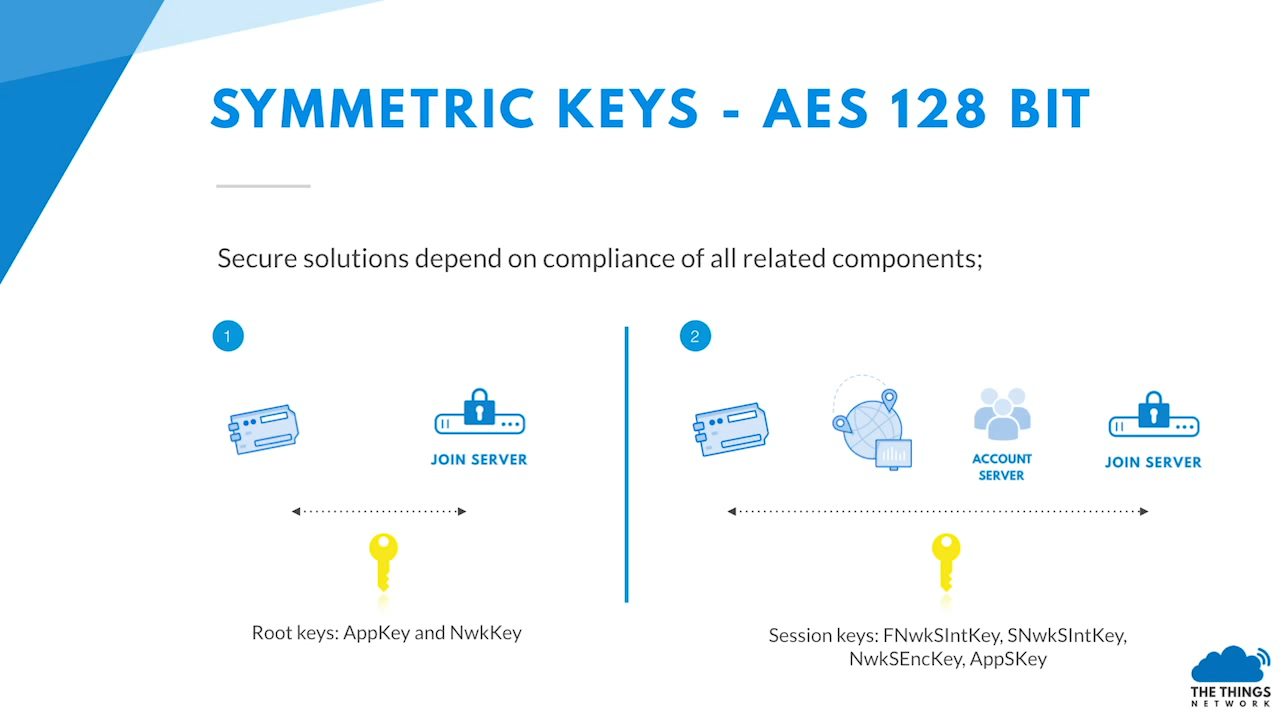 SYMMETRIC KEYS - AES 128 BIT
Secure solutions depend on compliance of all related components;
1
JOIN SERVER
Root keys: AppKey and NwkKey
2
ACCOUNT
SERVER
JOIN SERVER
Session keys: FNwkSIntKey, SNwkSIntKey,
NwkSEncKey, AppSKey
THE THINGS
NETWORK